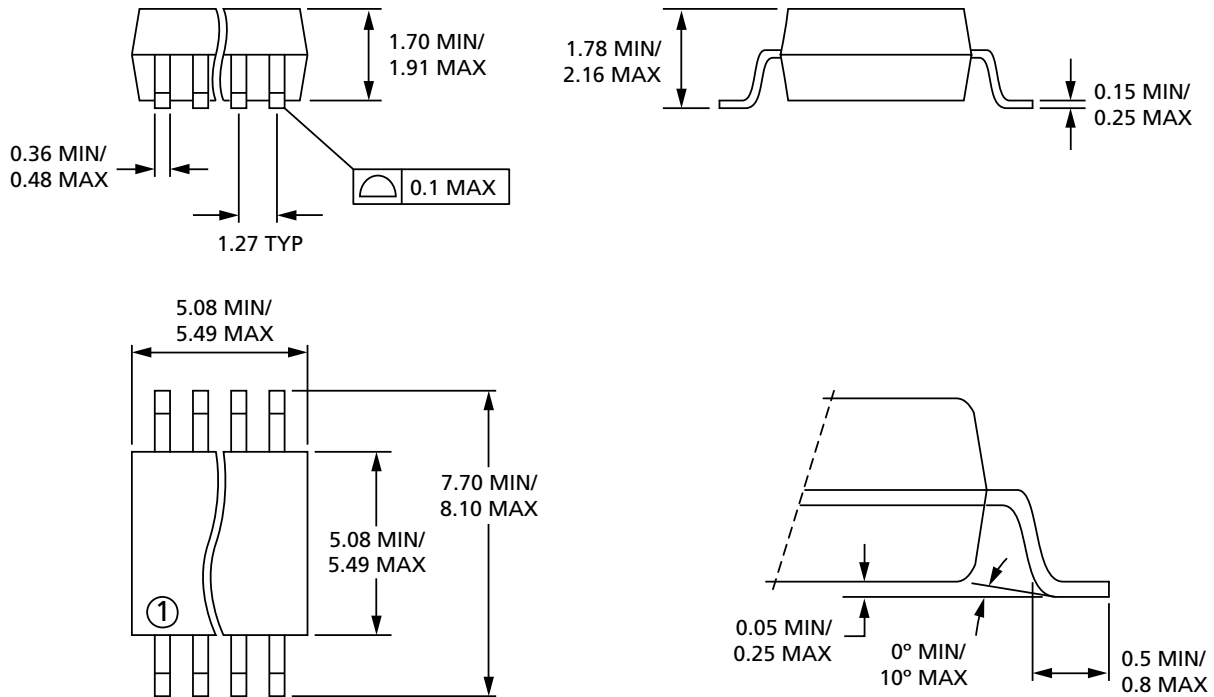 1.70 MIN/
1.91 MAX
0.36 MIN/
0.48 MAX
0.1 MAX
1.27 TYP
1.78 MIN/
2.16 MAX
0.15 MIN/
0.25 MAX
5.08 MIN/
5.49 MAX
7.70 MIN/
8.10 MAX
5.08 MIN/
5.49 MAX
1
0.05 MIN/
0.25 MAX
0º MIN/
10º MAX
0.5 MIN/
0.8 MAX